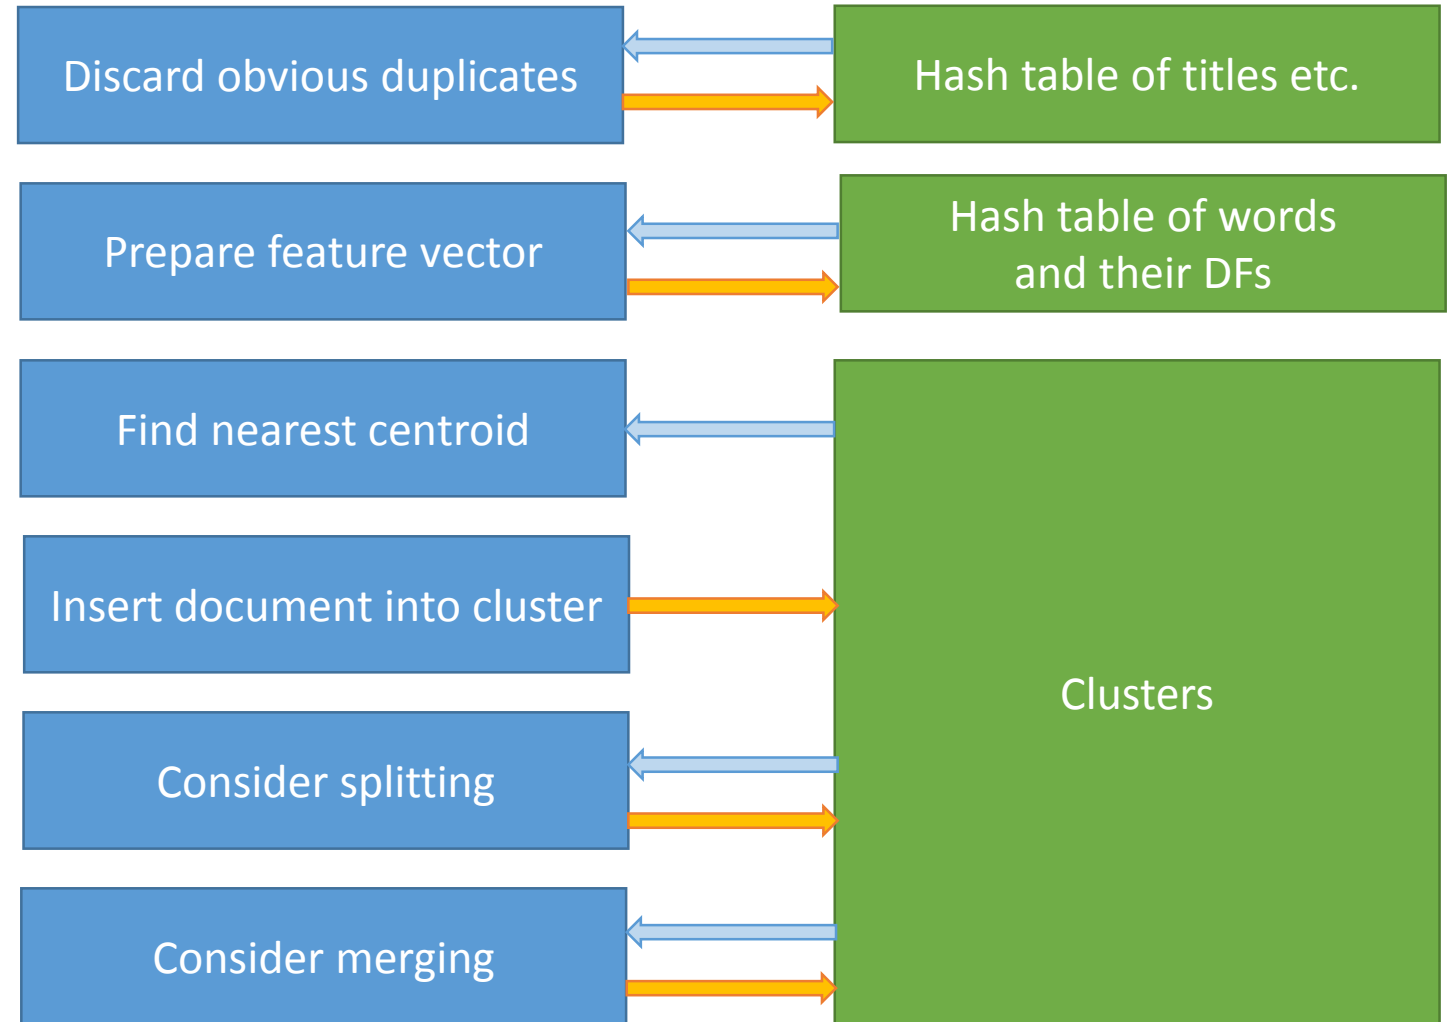 Discard obvious duplicates
Hash table of titles etc.
Prepare feature vector
Hash table of words
and their DFs
Find nearest centroid
Insert document into cluster
Clusters
Consider splitting
Consider merging